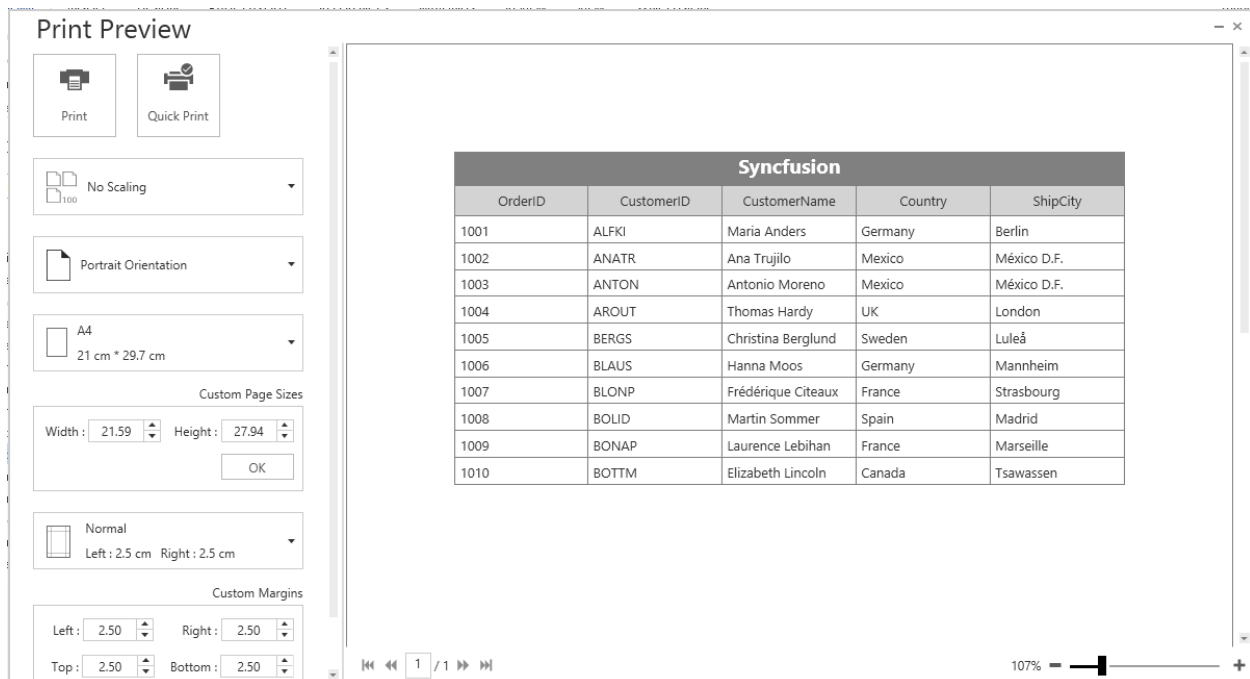 Print Preview
Print
Quick Print
No Scaling
100
Portrait Orientation
A4
21 cm * 29.7 cm
Custom Page Sizes
Width : 21.59 Height : 27.94
OK
Normal
Left : 2.5 cm Right : 2.5 cm
Custom Margins
Left : 2.50 Right : 2.50
Top : 2.50 Bottom : 2.50
Syncfusion
OrderID CustomerID CustomerName Country ShipCity
1001 ALFKI Maria Anders Germany Berlin
1002 ANATR Ana Trujilo Mexico México D.F.
1003 ANTON Antonio Moreno Mexico México D.F.
1004 AROUT Thomas Hardy UK London
1005 BERGS Christina Berglund Sweden Luleå
1006 BLAUS Hanna Moos Germany Mannheim
1007 BLONP Frédérique Citeaux France Strasbourg
1008 BOLID Martin Sommer Spain Madrid
1009 BONAP Laurence Lebihan France Marseille
1010 BOTTM Elizabeth Lincoln Canada Tsawassen
1 / 1
107%